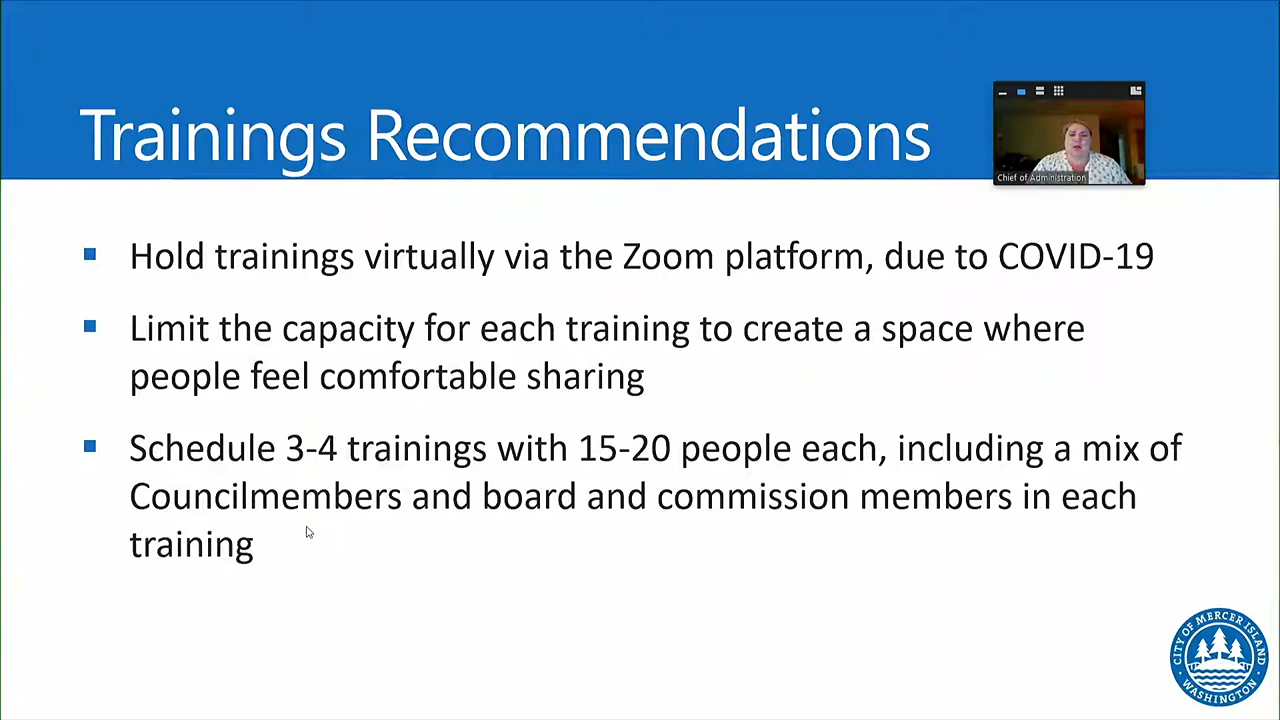 Trainings Recommendations
Chief of Administration
Hold trainings virtually via the Zoom platform, due to COVID-19
Limit the capacity for each training to create a space where
people feel comfortable sharing
Schedule 3-4 trainings with 15-20 people each, including a mix of
Councilmembers and board and commission members in each
training
CITY OF MERCER ISLAND
WASHINGTON